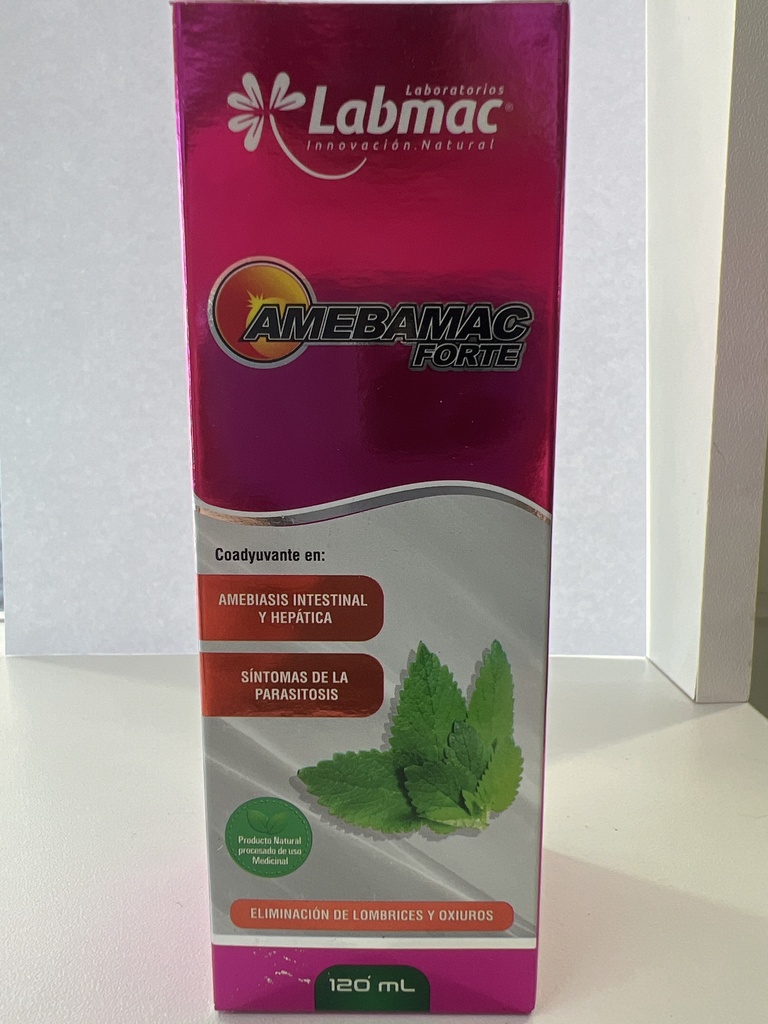 Laboratorios
Labmac®
Innovación.Natural
AMEBAMAC
FORTE
Coadyuvante en:
AMEBIASIS INTESTINAL
Y HEPÁTICA
SÍNTOMAS DE LA
PARASITOSIS
Producto Natural
procesado de uso
Medicinal
ELIMINACIÓN DE LOMBRICES Y OXIUROS
120 mL